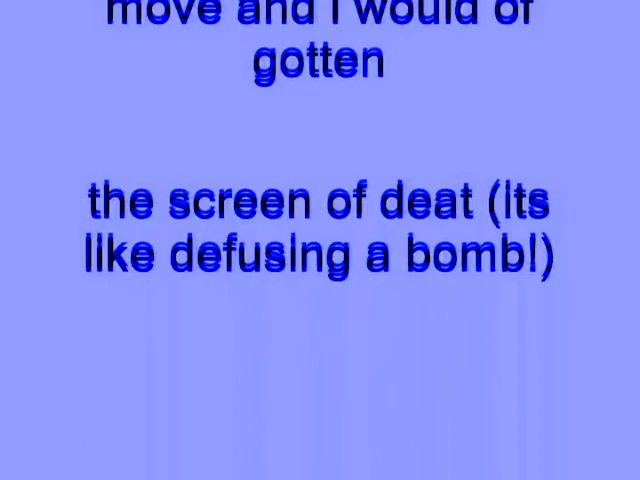 move and I would of
gotten
the screen of deat (its
like defusing a bomb!)